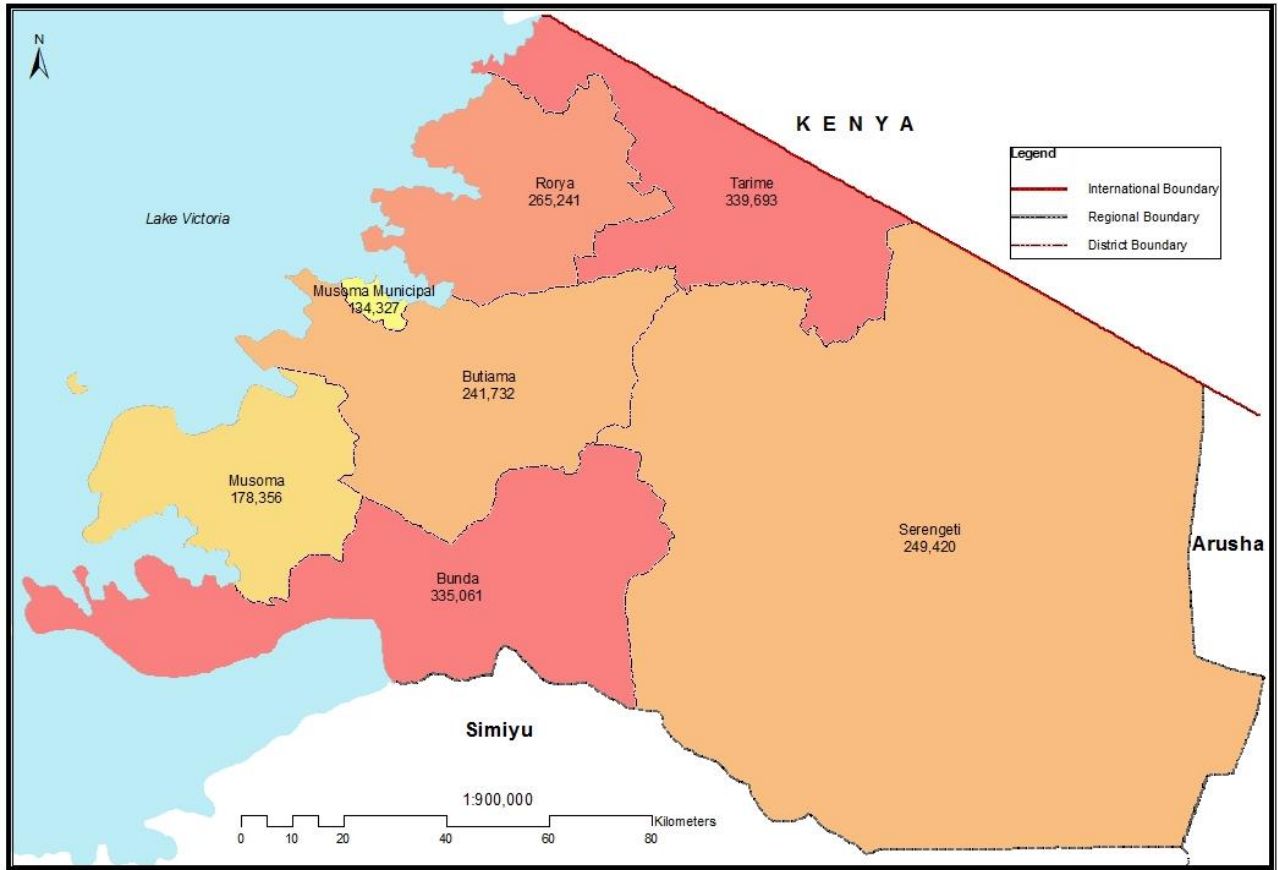 N
KENYA
Legend
International Boundary
Regional Boundary
District Boundary
Rorya
265,241
Tarime
339,693
Lake Victoria
Musoma Municipal
134,327
Butiama
241,732
Musoma
178,356
Serengeti
249,420
Arusha
Bunda
335,061
Simiyu
1:900,000
Kilometers
0 10 20 40 60 80